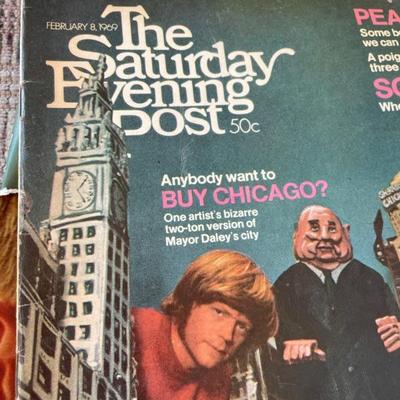 FEBRUARY 8, 1969
The
Saturday
Evening
Post
50c
PEA
Some b
we can
A poig
three
SC
Whe
Anybody want to
BUY CHICAGO?
One artist's bizarre
two-ton version of
Mayor Daley's city